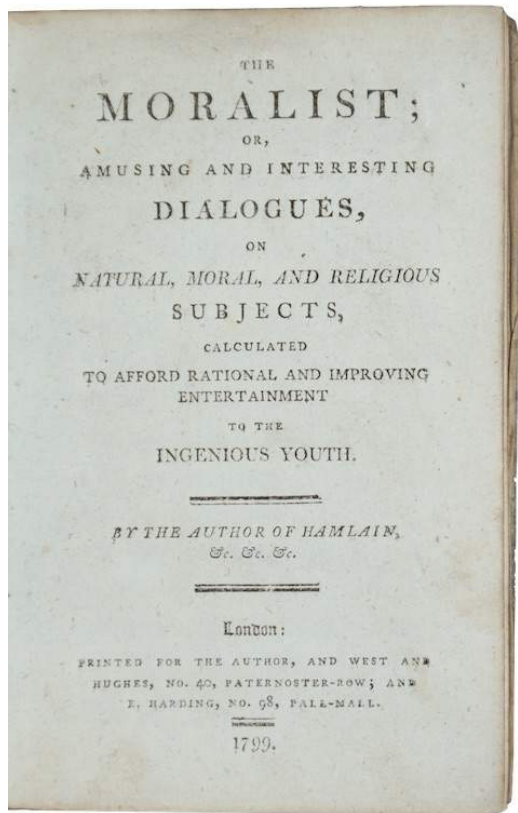 THE
MORALIST;
OR,
AMUSING AND INTERESTING
DIALOGUES,
ON
NATURAL, MORAL, AND RELIGIOUS
SUBJECTS,
CALCULATED
TO AFFORD RATIONAL AND IMPROVING
ENTERTAINMENT
TO THE
INGENIOUS YOUTH.
BY THE AUTHOR OF HAMLAIN,
&c. &c. &c.
London:
PRINTED FOR THE AUTHOR, AND WEST AND
HUGHES, NO. 40, PATERNOSTER-ROW; AND
E. HARDING, NO. 98, PALL-MALL.
1799.